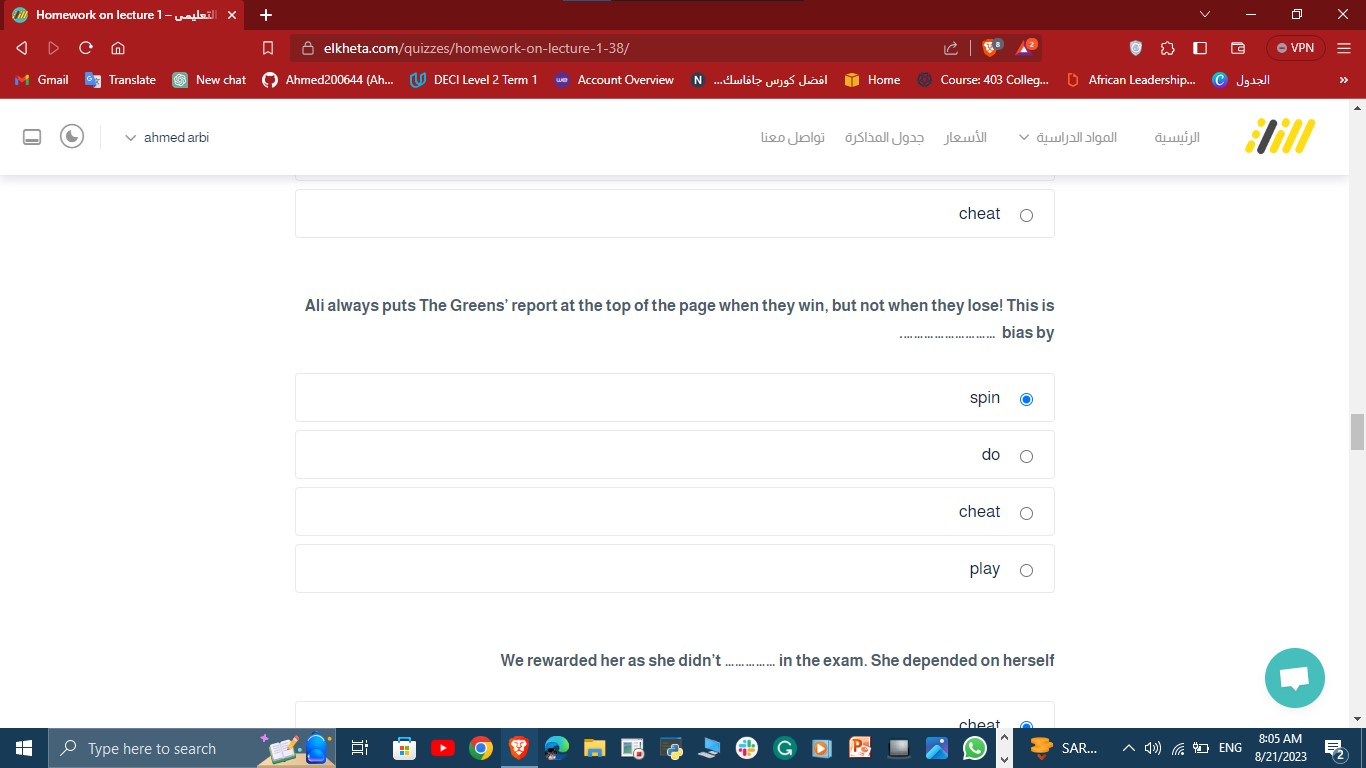 Homework on lecture 1 – التعليمى
elkheta.com/quizzes/homework-on-lecture-1-38/
8
2
VPN
Gmail
Translate
New chat
Ahmed200644 (Ah...
DECI Level 2 Term 1
Account Overview
افضل كورس جافاسك...
Home
Course: 403 Colleg...
African Leadership...
الجدول
»
ahmed arbi
الرئيسية
المواد الدراسية
الأسعار
جدول المذاكرة
تواصل معنا
cheat
Ali always puts The Greens’ report at the top of the page when they win, but not when they lose! This is
bias by ……………………….
spin
do
cheat
play
We rewarded her as she didn’t …………… in the exam. She depended on herself
cheat
Type here to search
SAR...
ENG
8:05 AM
8/21/2023
2